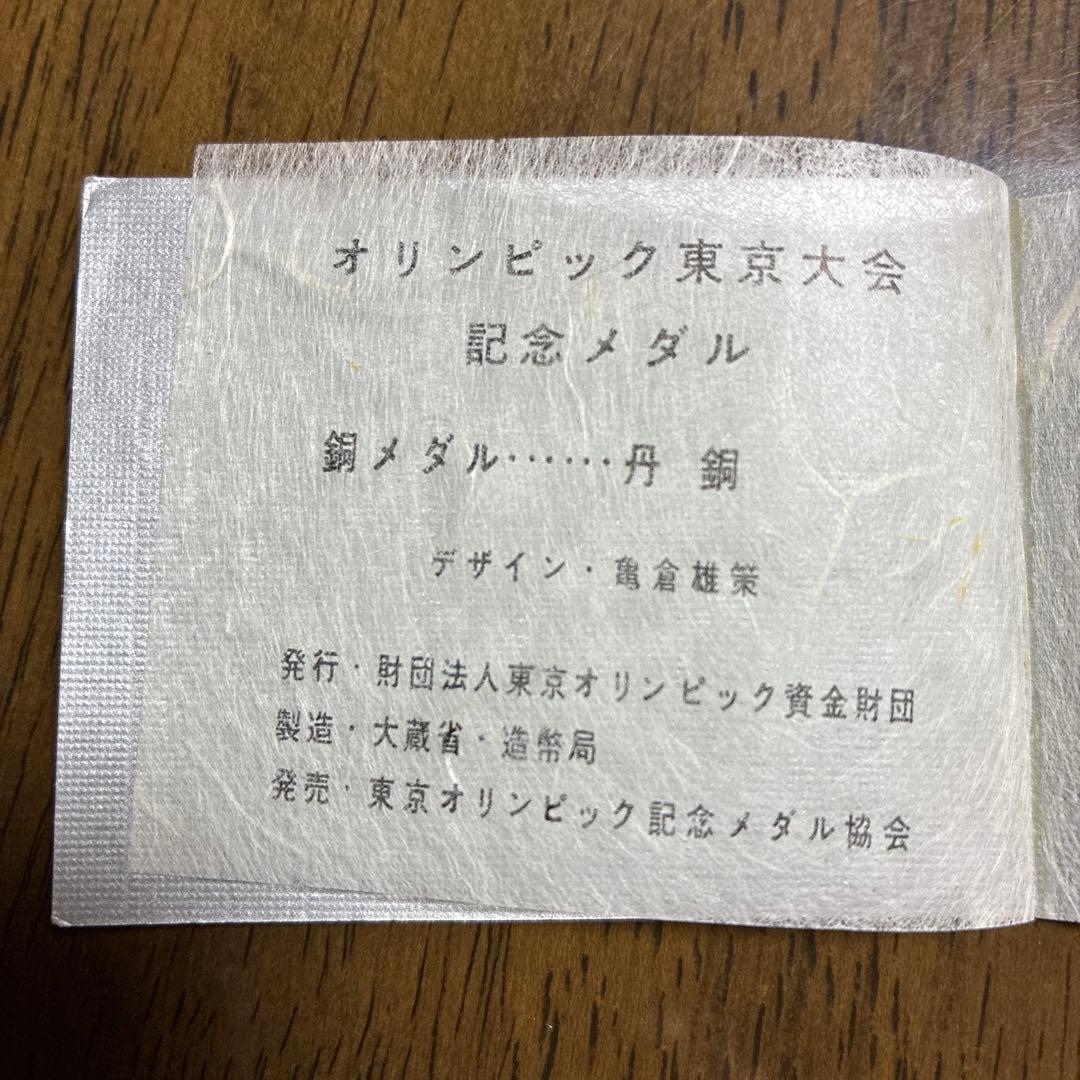 オリンピック東京大会
記念メダル
銅メダル……丹 銅
デザイン・亀倉雄策
発行・財団法人東京オリンピック資金財団
製造・大蔵省・造幣局
発売・東京オリンピック記念メダル協会